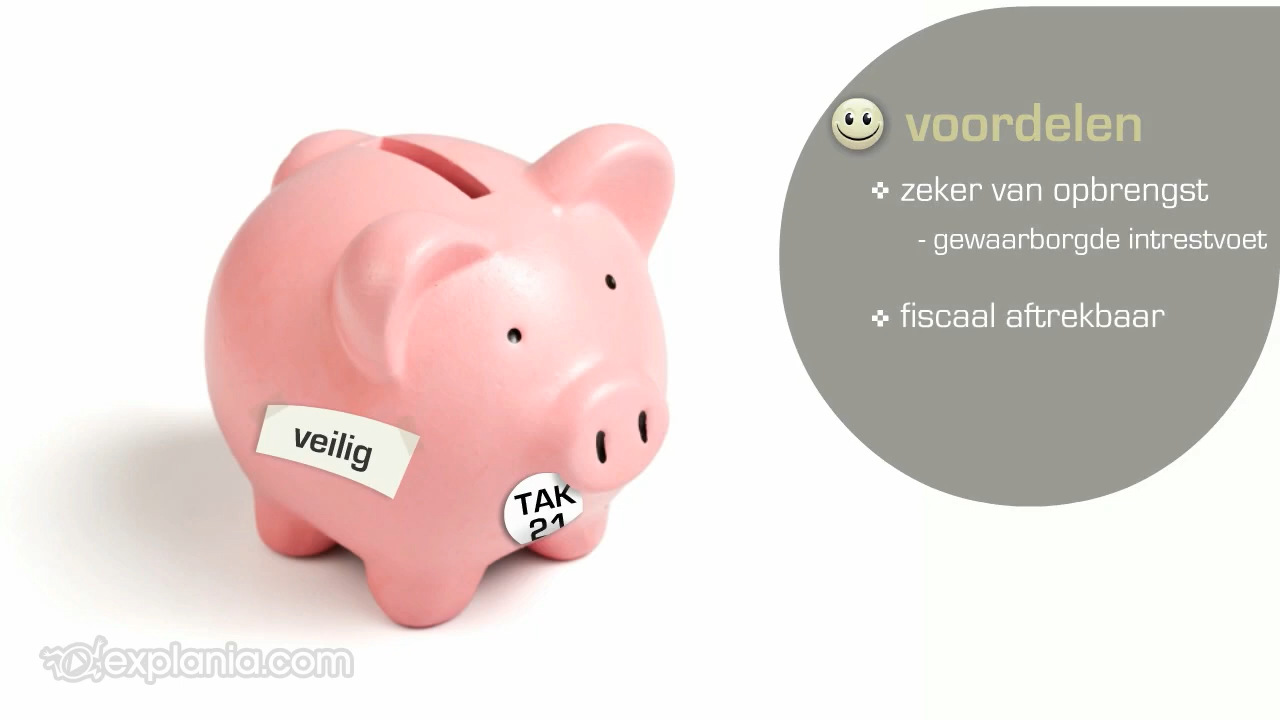 voordelen
zeker van opbrengst
- gewaarborgde intrestvoet
fiscaal aftrekbaar
veilig
TAK
21
explania.com